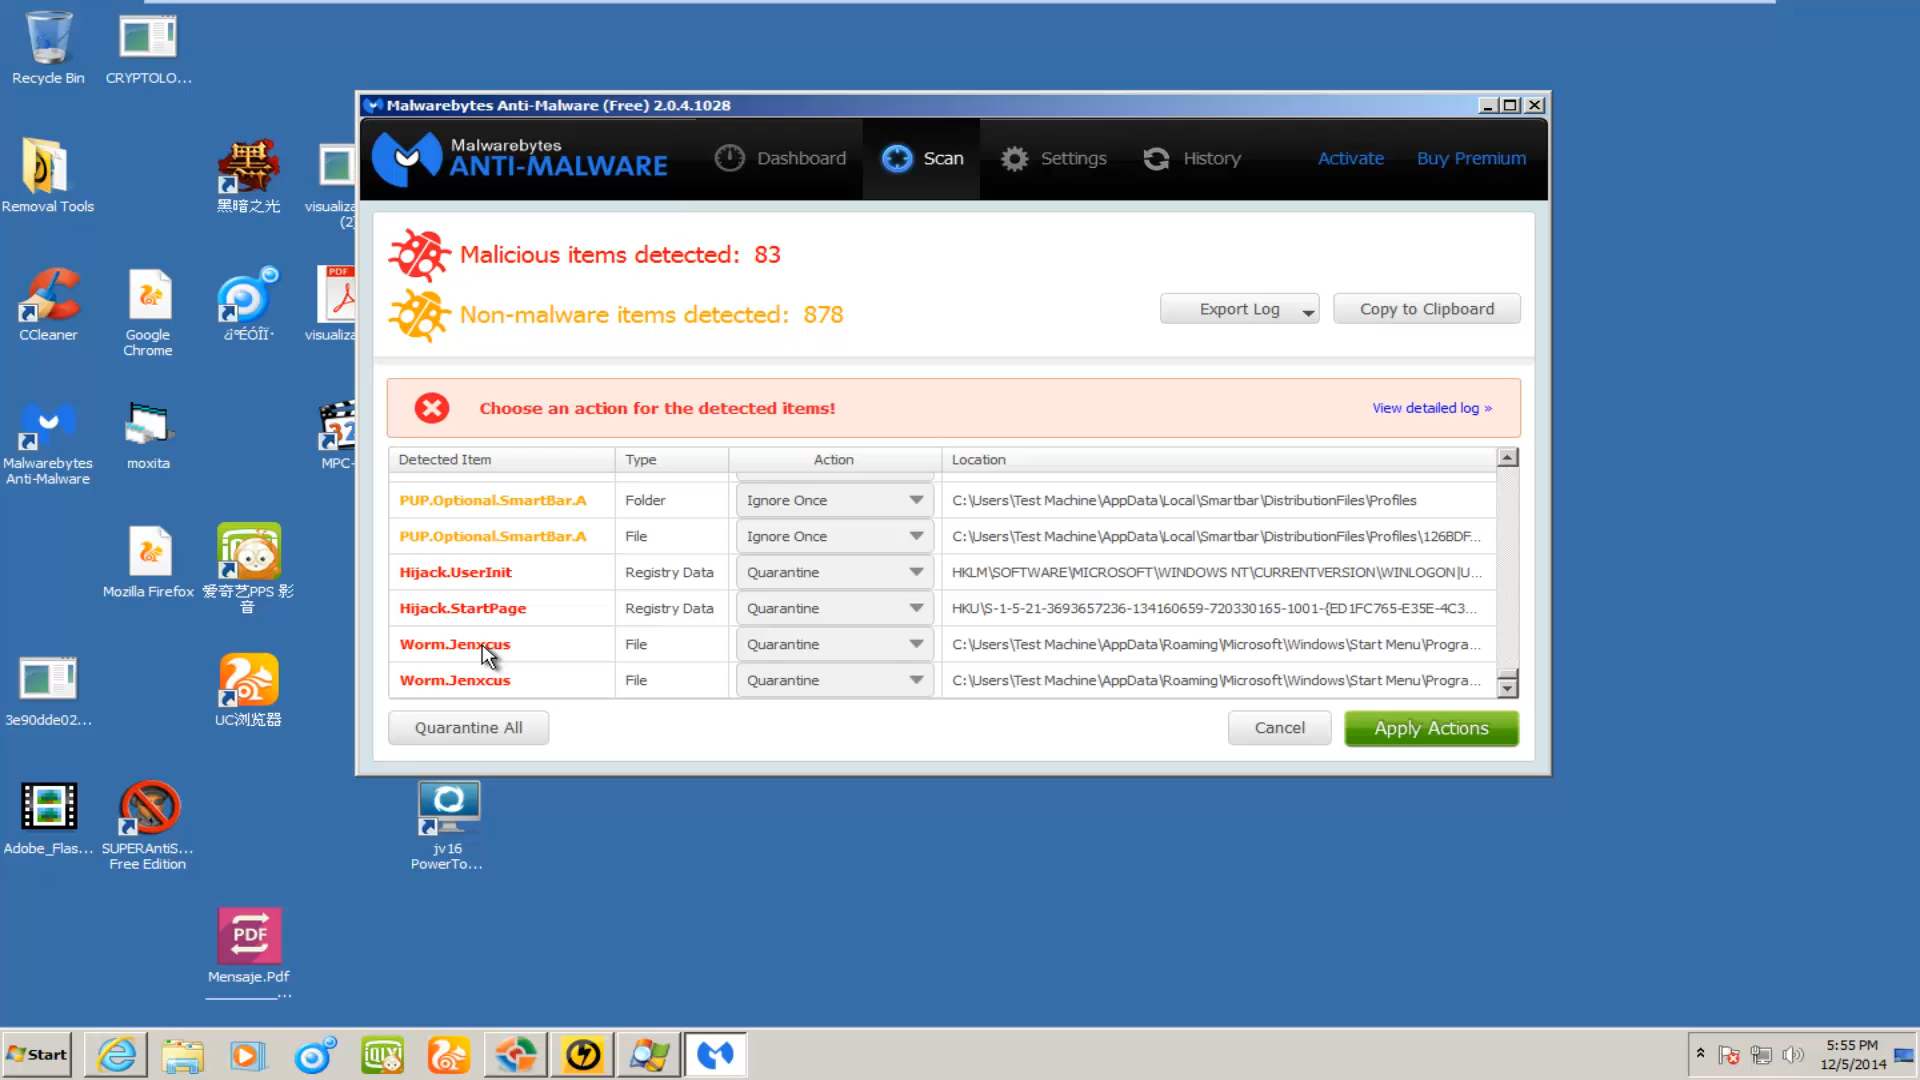 Recycle Bin
CRYPTOLO...
Removal Tools
黑暗之光
visualiza
(2)
CCleaner
Google
Chrome
visualiza
Malwarebytes
Anti-Malware
moxita
MPC-
Mozilla Firefox
爱奇艺PPS 影
音
3e90dde02...
UC浏览器
Adobe_Flas...
SUPERAntiS...
Free Edition
jv16
PowerTo...
PDF
Mensaje.Pdf
Malwarebytes Anti-Malware (Free) 2.0.4.1028
Malwarebytes
ANTI-MALWARE
Dashboard
Scan
Settings
History
Activate
Buy Premium
Malicious items detected: 83
Non-malware items detected: 878
Export Log
Copy to Clipboard
Choose an action for the detected items!
View detailed log »
Detected Item Type Action Location
PUP.Optional.SmartBar.A Folder Ignore Once C:\Users\Test Machine\AppData\Local\Smartbar\DistributionFiles\Profiles
PUP.Optional.SmartBar.A File Ignore Once C:\Users\Test Machine\AppData\Local\Smartbar\DistributionFiles\Profiles\126BDF...
Hijack.UserInit Registry Data Quarantine HKLM\SOFTWARE\MICROSOFT\WINDOWS NT\CURRENTVERSION\WINLOGON|U...
Hijack.StartPage Registry Data Quarantine HKU\S-1-5-21-3693657236-134160659-720330165-1001-{ED1FC765-E35E-4C3...
Worm.Jenxcus File Quarantine C:\Users\Test Machine\AppData\Roaming\Microsoft\Windows\Start Menu\Progra...
Worm.Jenxcus File Quarantine C:\Users\Test Machine\AppData\Roaming\Microsoft\Windows\Start Menu\Progra...
Quarantine All
Cancel
Apply Actions
Start
5:55 PM
12/5/2014